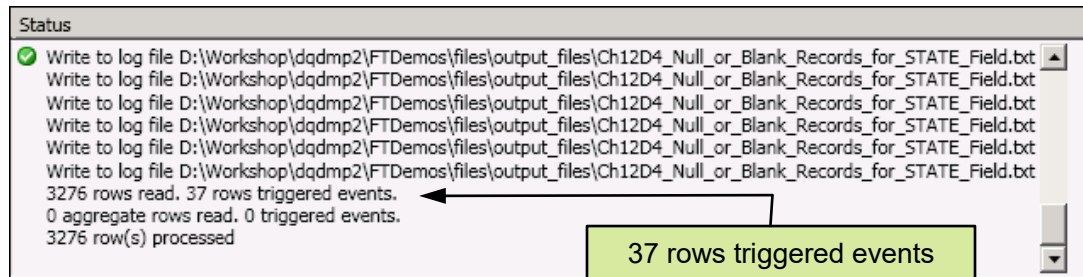 Status
Write to log file D:\Workshop\dqdmp2\FTDemos\files\output_files\Ch12D4_Null_or_Blank_Records_for_STATE_Field.txt
Write to log file D:\Workshop\dqdmp2\FTDemos\files\output_files\Ch12D4_Null_or_Blank_Records_for_STATE_Field.txt
Write to log file D:\Workshop\dqdmp2\FTDemos\files\output_files\Ch12D4_Null_or_Blank_Records_for_STATE_Field.txt
Write to log file D:\Workshop\dqdmp2\FTDemos\files\output_files\Ch12D4_Null_or_Blank_Records_for_STATE_Field.txt
Write to log file D:\Workshop\dqdmp2\FTDemos\files\output_files\Ch12D4_Null_or_Blank_Records_for_STATE_Field.txt
Write to log file D:\Workshop\dqdmp2\FTDemos\files\output_files\Ch12D4_Null_or_Blank_Records_for_STATE_Field.txt
3276 rows read. 37 rows triggered events.
0 aggregate rows read. 0 triggered events.
3276 row(s) processed
37 rows triggered events